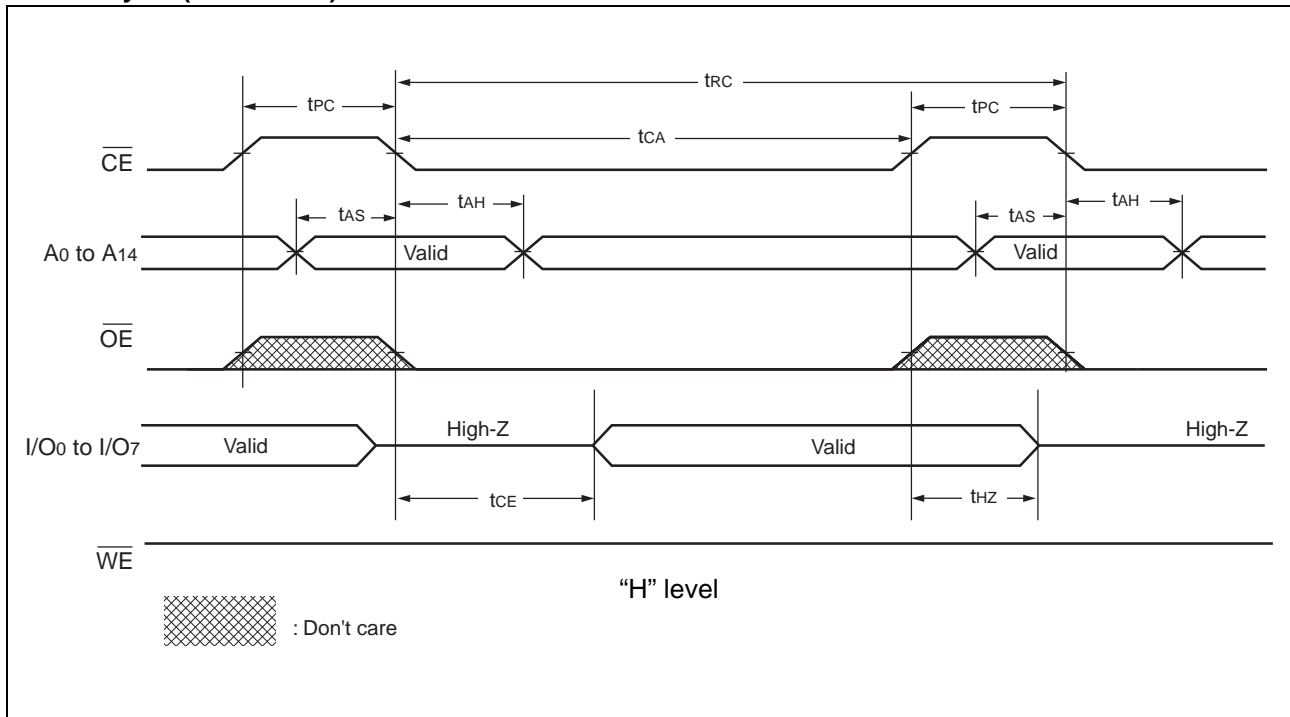 tRC
tPC
tPC
tCA
CE
tAS
tAH
tAS
tAH
A0 to A14
Valid
Valid
OE
I/O0 to I/O7
Valid
High-Z
Valid
High-Z
tCE
tHZ
WE
“H” level
: Don't care